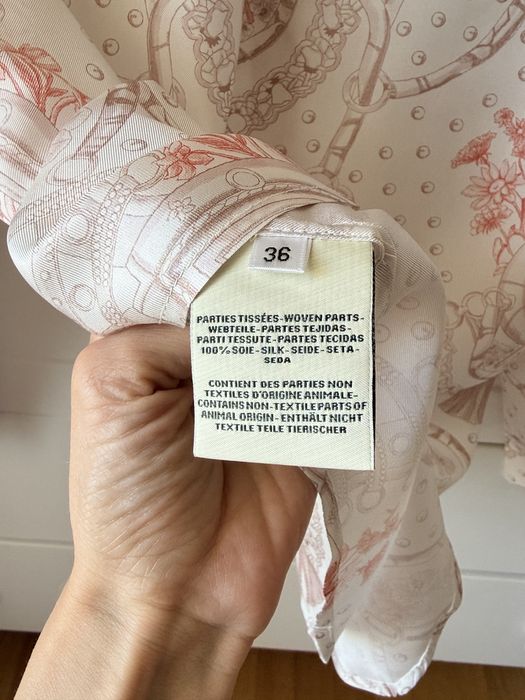 36
PARTIES TISSÉES-WOVEN PARTS-
WEBTEILE-PARTES TEJIDAS-
PARTI TESSUTE-PARTES TECIDAS
100% SOIE-SILK-SEIDE-SETA-
SEDA
CONTIENT DES PARTIES NON
TEXTILES D'ORIGINE ANIMALE-
CONTAINS NON-TEXTILE PARTS OF
ANIMAL ORIGIN-ENTHÄLT NICHT
TEXTILE TEILE TIERISCHER